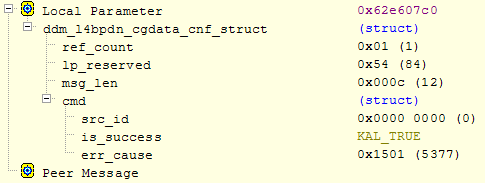 Local Parameter 0x62e607c0
ddm_l4bpdn_cgdata_cnf_struct (struct)
ref_count 0x01 (1)
lp_reserved 0x54 (84)
msg_len 0x000c (12)
cmd (struct)
src_id 0x0000 0000 (0)
is_success KAL_TRUE
err_cause 0x1501 (5377)
Peer Message